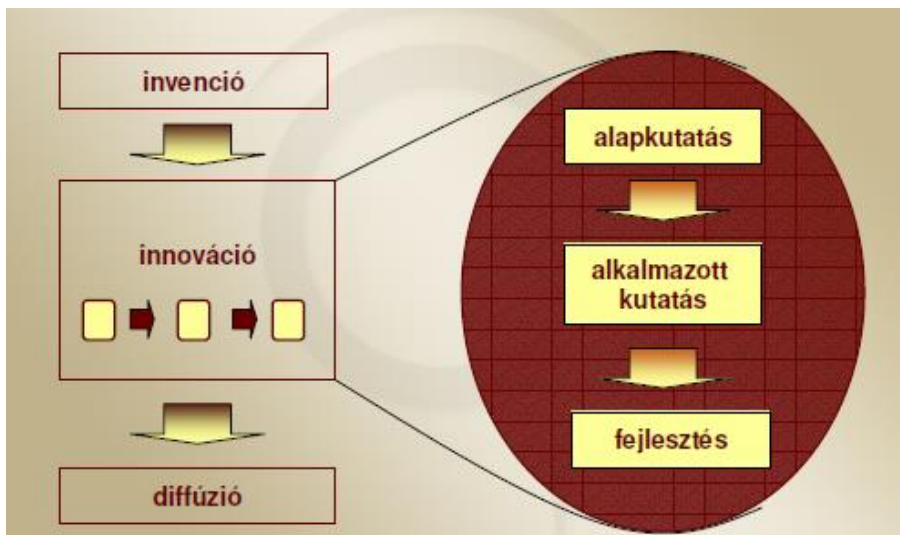 invenció
innováció
diffúzió
alapkutatás
alkalmazott
kutatás
fejlesztés